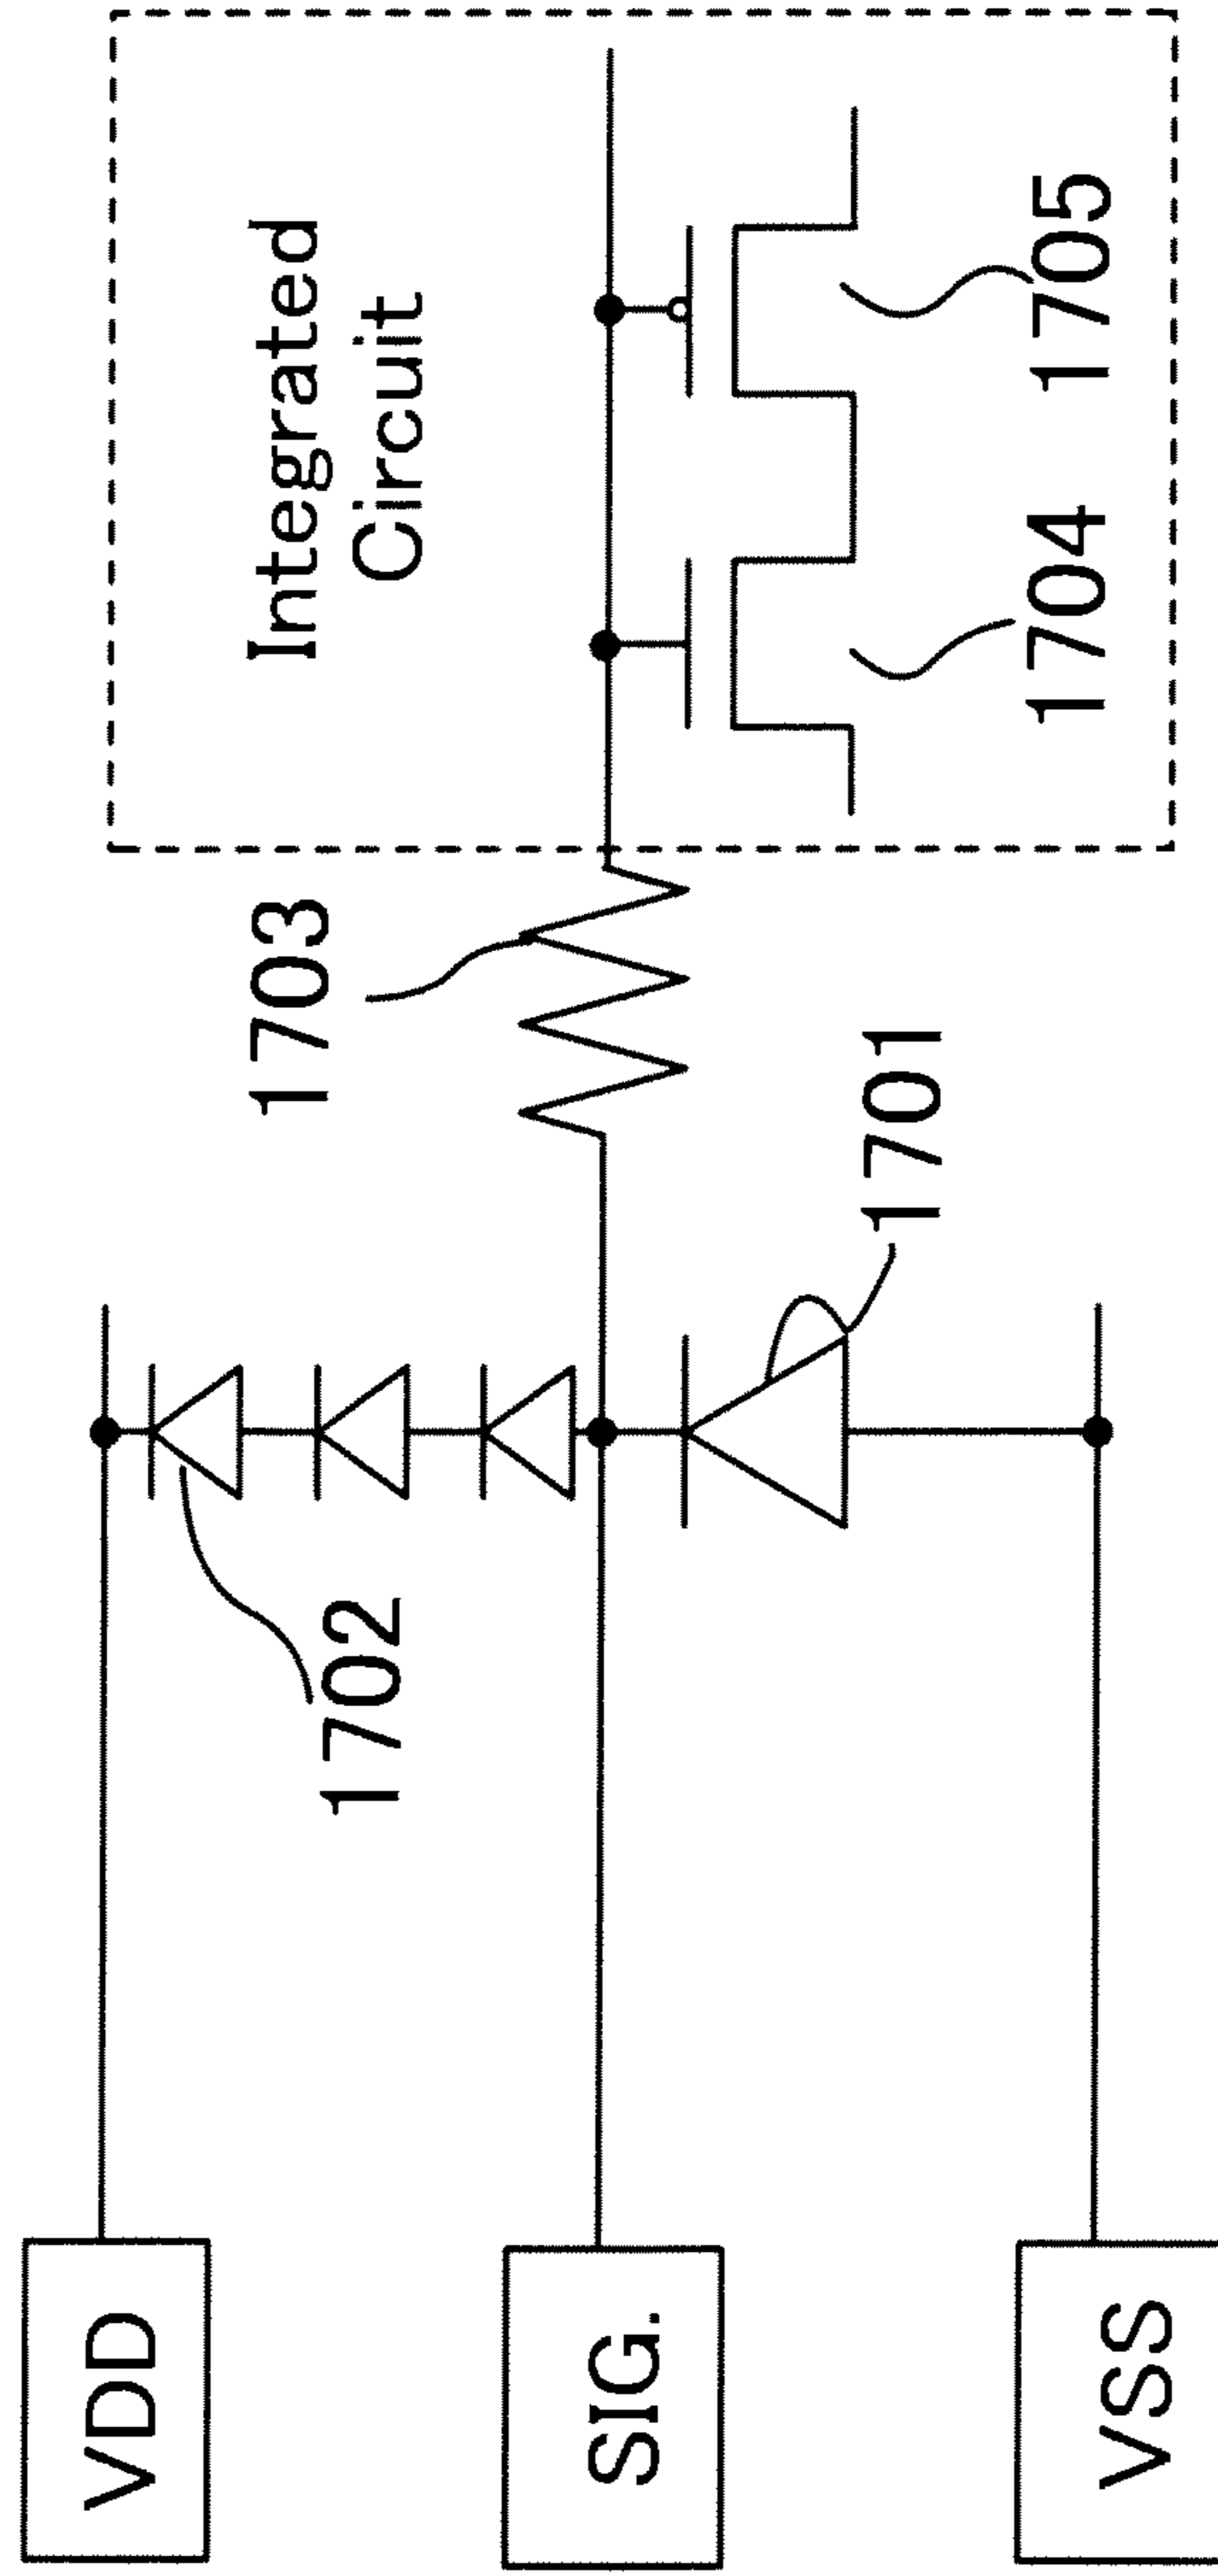 VDD
1702
1703
Integrated
Circuit
SIG.
1701
1704
1705
VSS